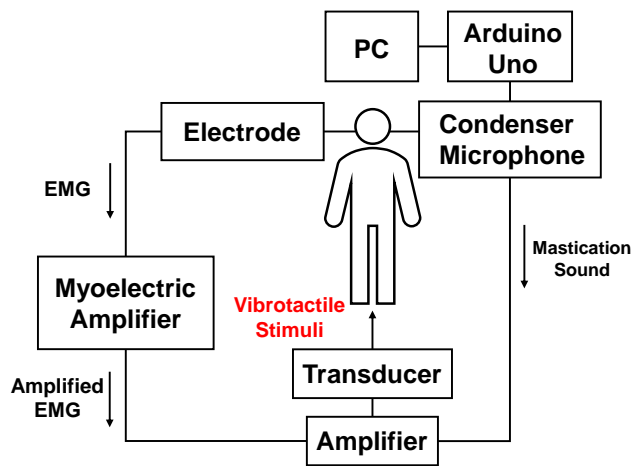 PC
Arduino
Uno
Electrode
Condenser
Microphone
EMG
Mastication
Sound
Myoelectric
Amplifier
Vibrotactile
Stimuli
Transducer
Amplified
EMG
Amplifier